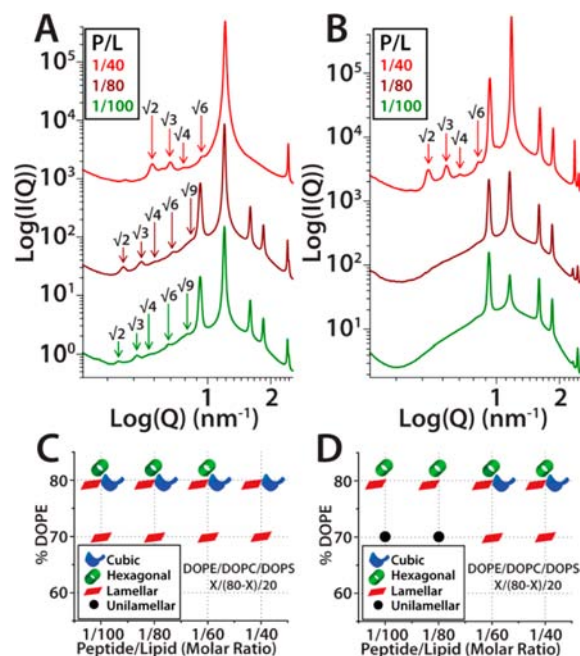 A
P/L
1/40
1/80
1/100
√2
√3
√4
√6
√2
√3
√4
√6
√9
√2
√3
√4
√6
√9
Log(I(Q))
10⁵
10⁴
10³
10²
10¹
10⁰
1
2
Log(Q) (nm⁻¹)
B
P/L
1/40
1/80
1/100
√2
√3
√4
√6
Log(I(Q))
10⁵
10⁴
10³
10²
10¹
1
2
Log(Q) (nm⁻¹)
C
% DOPE
80
70
60
Cubic
Hexagonal
Lamellar
Unilamellar
DOPE/DOPC/DOPS
X/(80-X)/20
1/100 1/80 1/60 1/40
Peptide/Lipid (Molar Ratio)
D
% DOPE
80
70
60
Cubic
Hexagonal
Lamellar
Unilamellar
DOPE/DOPC/DOPS
X/(80-X)/20
1/100 1/80 1/60 1/40
Peptide/Lipid (Molar Ratio)